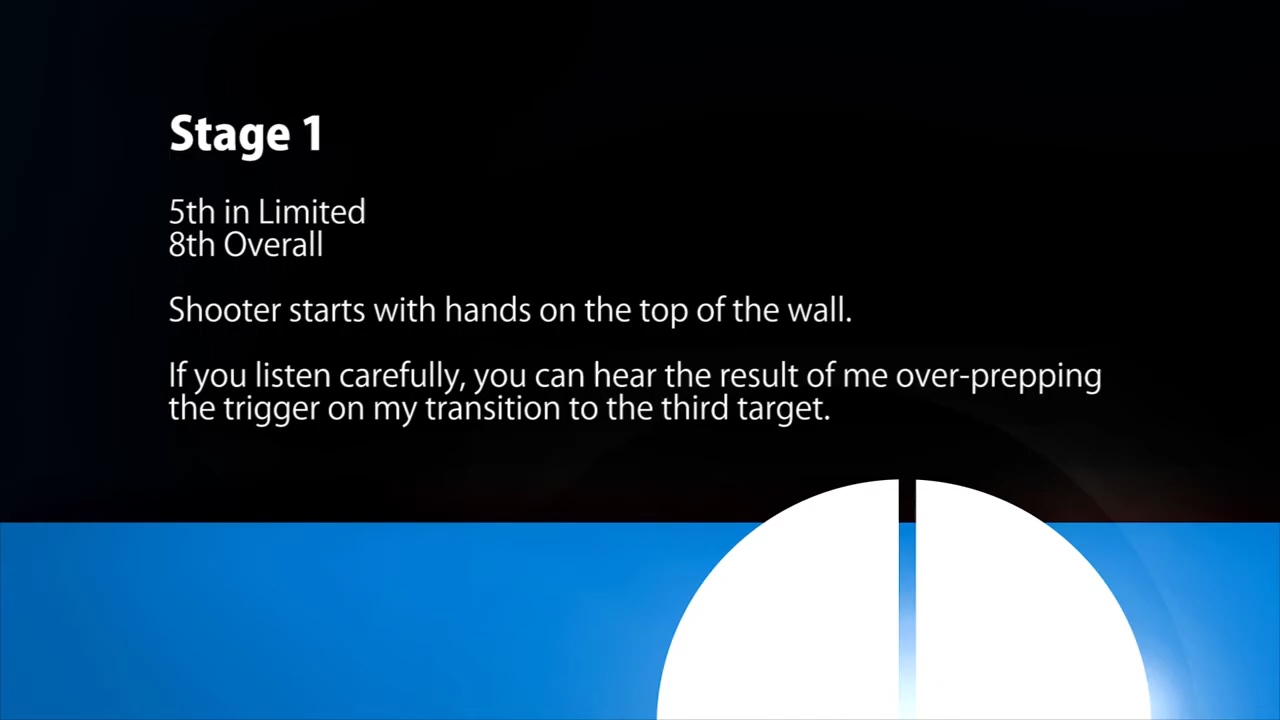 Stage 1
5th in Limited
8th Overall
Shooter starts with hands on the top of the wall.
If you listen carefully, you can hear the result of me over-prepping
the trigger on my transition to the third target.